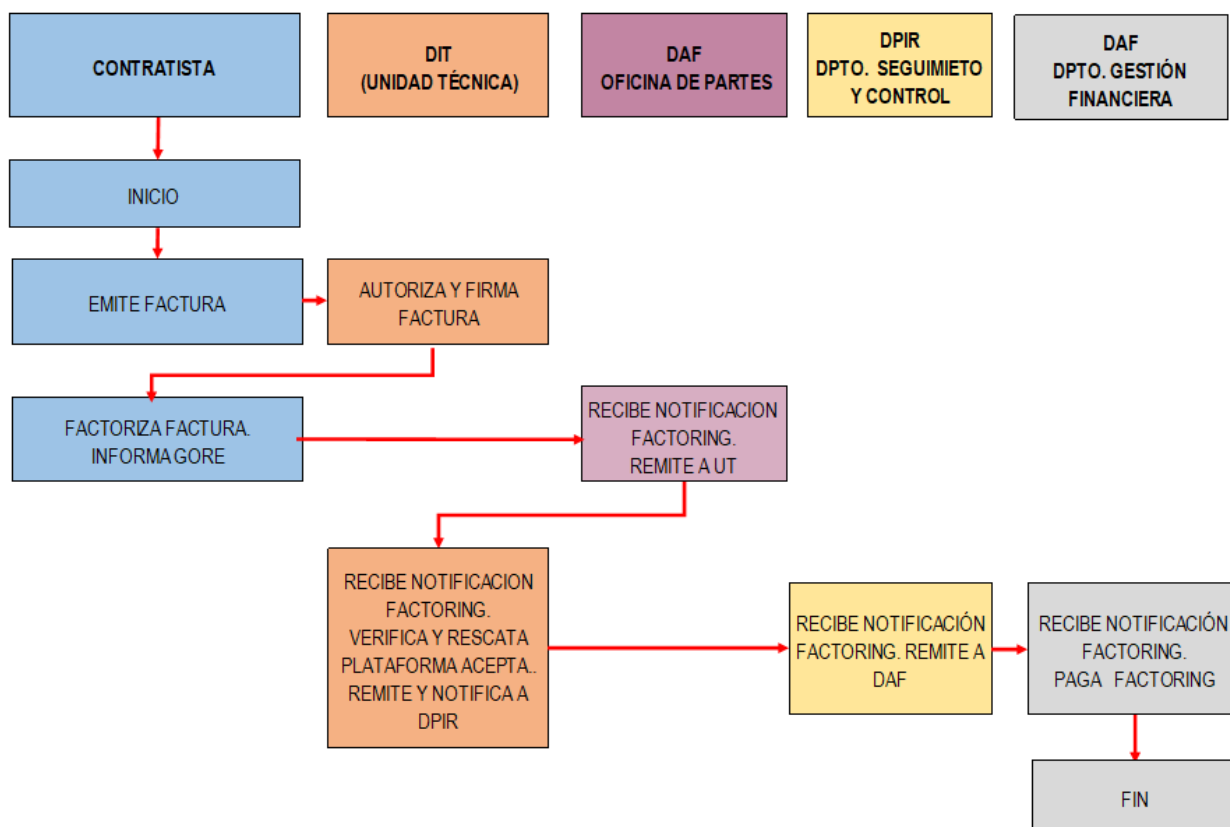 CONTRATISTA
DIT
(UNIDAD TÉCNICA)
DAF
OFICINA DE PARTES
DPIR
DPTO. SEGUIMIETO
Y CONTROL
DAF
DPTO. GESTIÓN
FINANCIERA
INICIO
EMITE FACTURA
AUTORIZA Y FIRMA
FACTURA
FACTORIZA FACTURA.
INFORMA GORE
RECIBE NOTIFICACION
FACTORING.
REMITE A UT
RECIBE NOTIFICACION
FACTORING.
VERIFICA Y RESCATA
PLATAFORMA ACEPTA..
REMITE Y NOTIFICA A
DPIR
RECIBE NOTIFICACIÓN
FACTORING. REMITE A
DAF
RECIBE NOTIFICACIÓN
FACTORING.
PAGA FACTORING
FIN